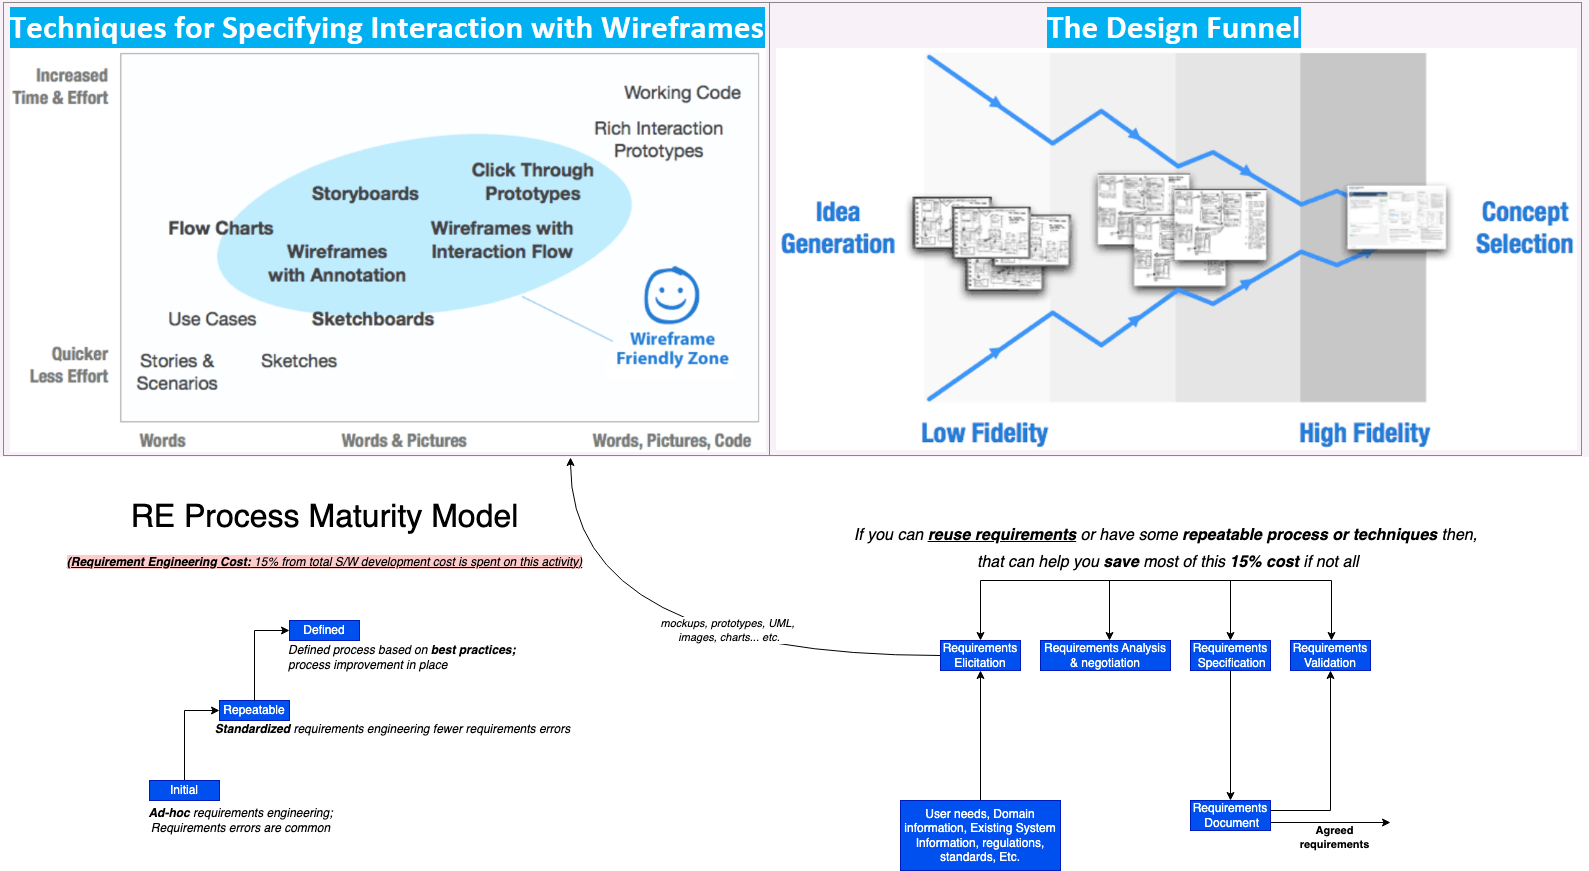 Techniques for Specifying Interaction with Wireframes
Increased
Time & Effort
Working Code
Rich Interaction
Prototypes
Click Through
Prototypes
Storyboards
Flow Charts
Wireframes with
Interaction Flow
Wireframes
with Annotation
Use Cases
Sketchboards
Wireframe
Friendly Zone
Quicker
Less Effort
Stories &
Scenarios
Sketches
Words
Words & Pictures
Words, Pictures, Code
The Design Funnel
Idea
Generation
Concept
Selection
Low Fidelity
High Fidelity
RE Process Maturity Model
(Requirement Engineering Cost: 15% from total S/W development cost is spent on this activity)
Defined
Defined process based on best practices;
process improvement in place
Repeatable
Standardized requirements engineering fewer requirements errors
Initial
Ad-hoc requirements engineering;
Requirements errors are common
If you can reuse requirements or have some repeatable process or techniques then,
that can help you save most of this 15% cost if not all
mockups, prototypes, UML,
images, charts... etc.
Requirements
Elicitation
Requirements Analysis
& negotiation
Requirements
Specification
Requirements
Validation
User needs, Domain
information, Existing System
Information, regulations,
standards, Etc.
Requirements
Document
Agreed
requirements